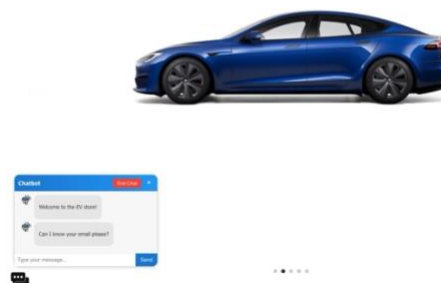 Chatbot
End Chat
×
Welcome to the EV store!
Can I know your email please?
Type your message...
Send